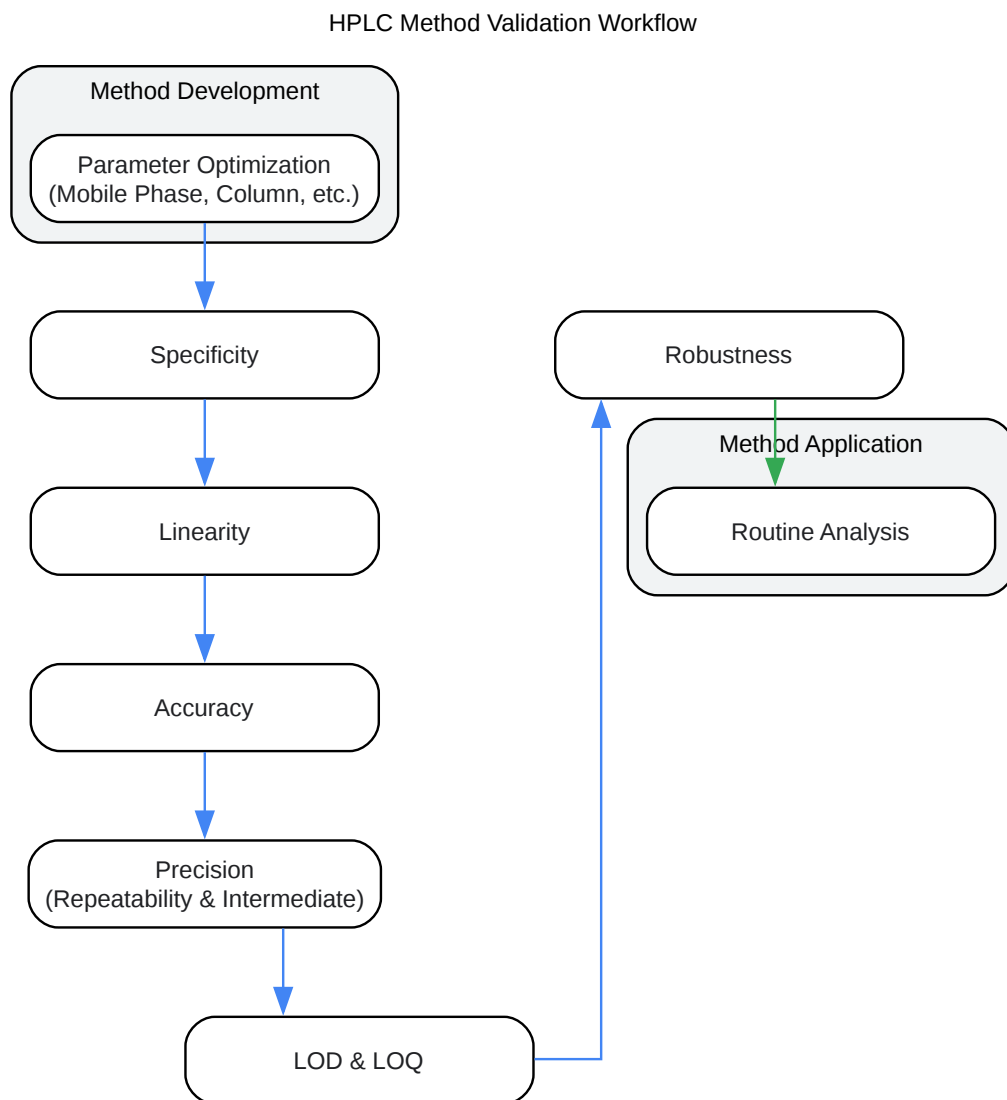 HPLC Method Validation Workflow
Method Development
Parameter Optimization
(Mobile Phase, Column, etc.)
Specificity
Linearity
Accuracy
Precision
(Repeatability & Intermediate)
LOD & LOQ
Robustness
Method Application
Routine Analysis